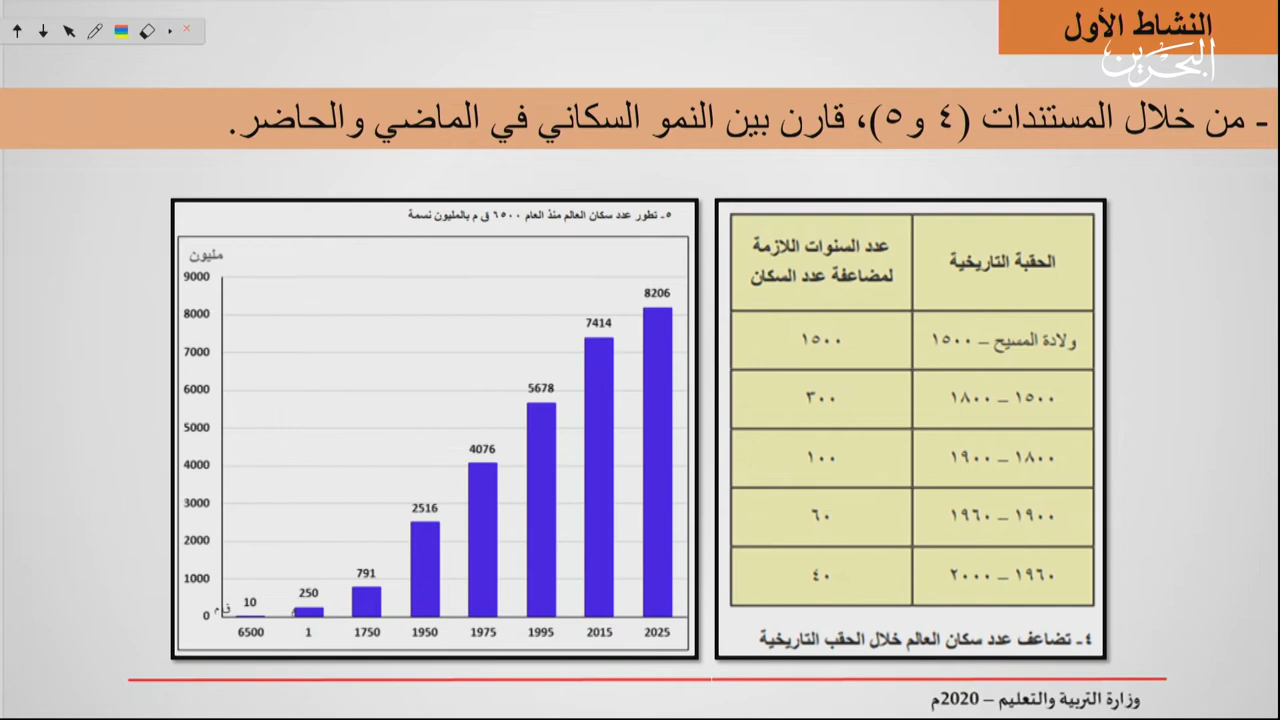 النشاط الأول
البحرين
- من خلال المستندات (٤ و٥)، قارن بين النمو السكاني في الماضي والحاضر.
الحقبة التاريخية
عدد السنوات اللازمة
لمضاعفة عدد السكان
ولادة المسيح – ١٥٠٠
١٥٠٠
١٥٠٠ – ١٨٠٠
٣٠٠
١٨٠٠ – ١٩٠٠
١٠٠
١٩٠٠ – ١٩٦٠
٦٠
١٩٦٠ – ٢٠٠٠
٤٠
٤- تضاعف عدد سكان العالم خلال الحقب التاريخية
٥- تطور عدد سكان العالم منذ العام ٦٥٠٠ ق م بالمليون نسمة
مليون
9000
8000
7000
6000
5000
4000
3000
2000
1000
0
10
250
791
2516
4076
5678
7414
8206
ق.م
م
6500
1
1750
1950
1975
1995
2015
2025
وزارة التربية والتعليم – 2020م